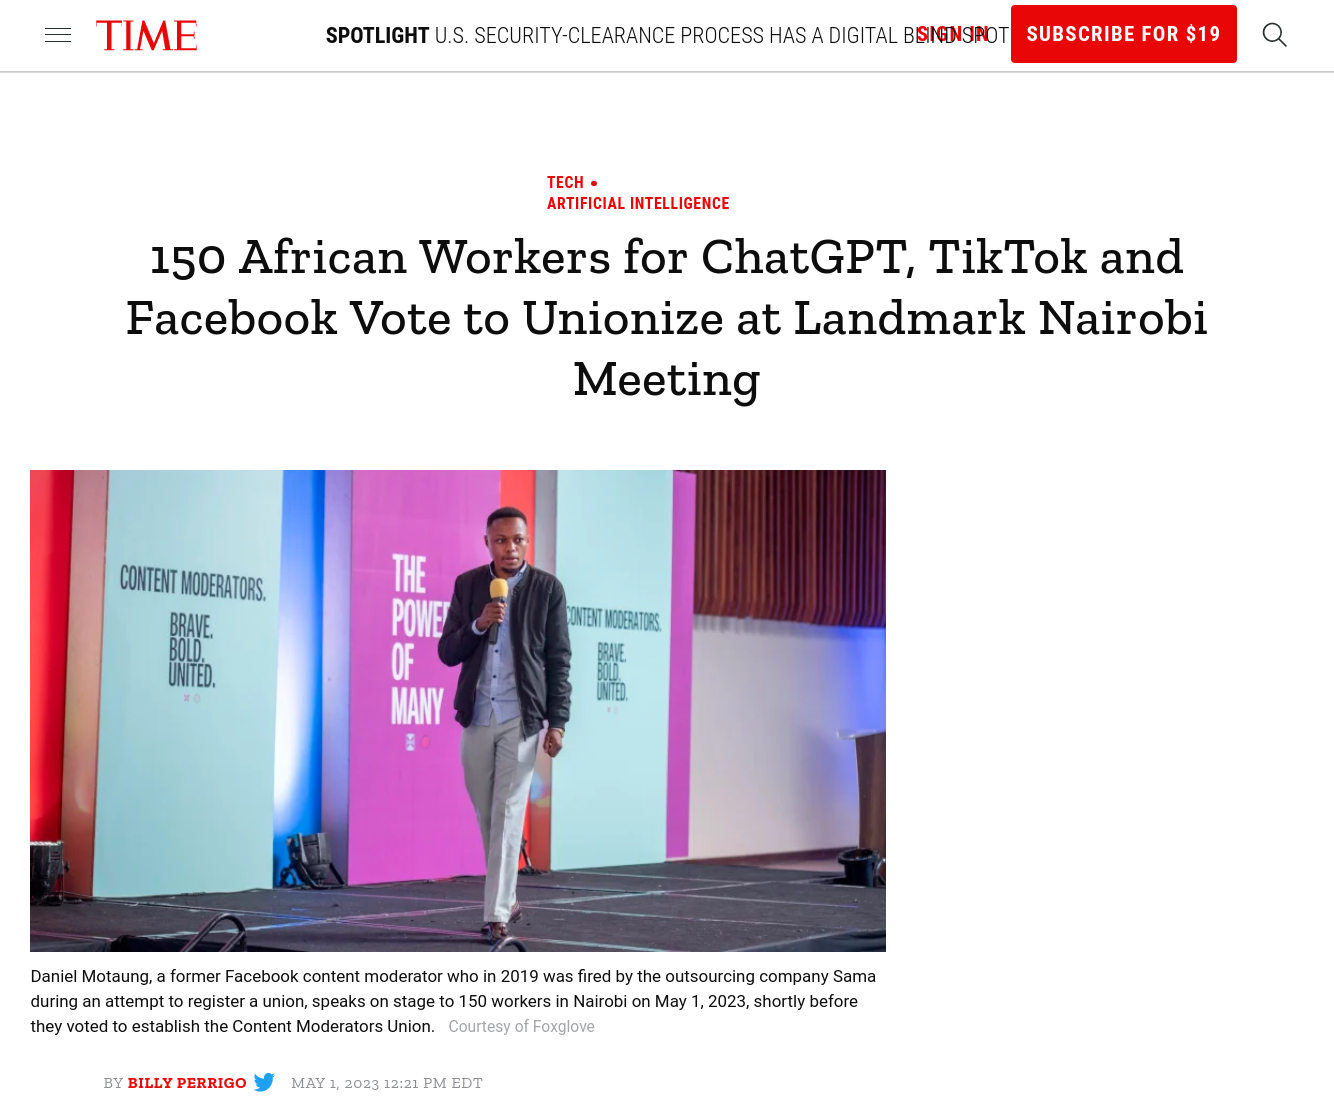 TIME
SPOTLIGHT U.S. SECURITY-CLEARANCE PROCESS HAS A DIGITAL BLIND SPOT
SIGN IN
SUBSCRIBE FOR $19
TECH •
ARTIFICIAL INTELLIGENCE
150 African Workers for ChatGPT, TikTok and
Facebook Vote to Unionize at Landmark Nairobi
Meeting
CONTENT MODERATORS.
BRAVE.
BOLD.
UNITED.
THE
POWER
OF
MANY
CONTENT MODERATORS.
BRAVE.
BOLD.
UNITED.
Daniel Motaung, a former Facebook content moderator who in 2019 was fired by the outsourcing company Sama
during an attempt to register a union, speaks on stage to 150 workers in Nairobi on May 1, 2023, shortly before
they voted to establish the Content Moderators Union. Courtesy of Foxglove
BY BILLY PERRIGO MAY 1, 2023 12:21 PM EDT